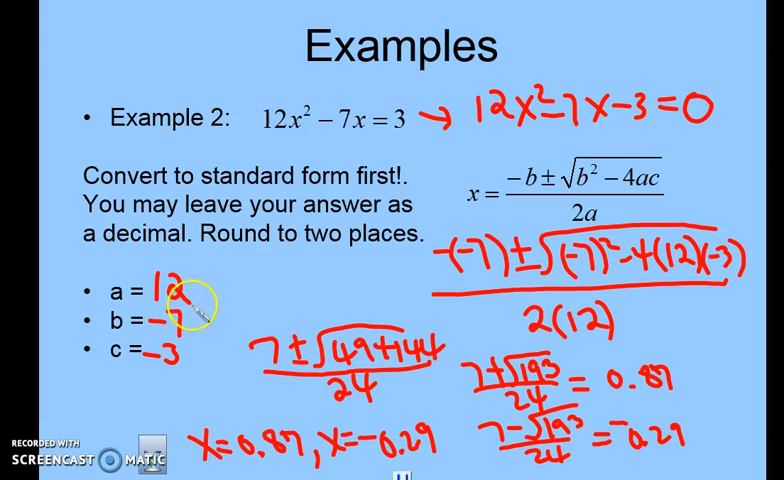 Examples
• Example 2: 12x² − 7x = 3 → 12x² − 7x − 3 = 0
Convert to standard form first!.
You may leave your answer as
a decimal. Round to two places.
x = (−b ± √(b² − 4ac)) / 2a
−(−7) ± √((−7)² − 4(12)(−3)) / 2(12)
• a = 12
• b = −7
• c = −3
7 ± √(49 + 144) / 24
7 + √193 / 24 = 0.87
7 − √193 / 24 = −0.29
x = 0.87, x = −0.29
RECORDED WITH
SCREENCAST MATIC